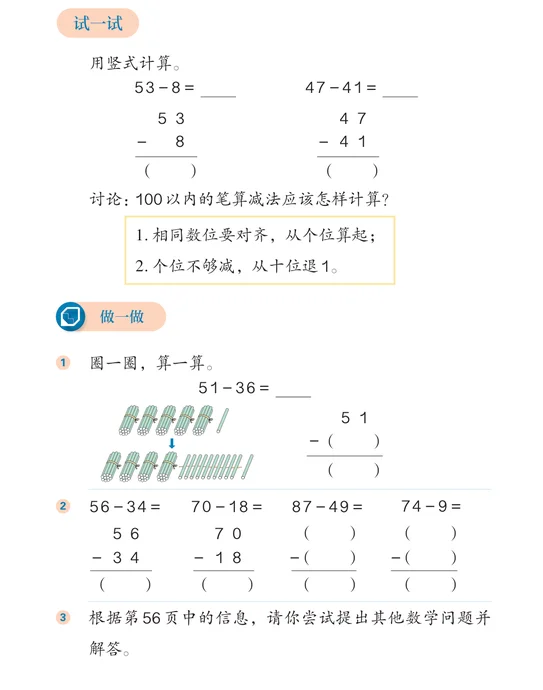 试一试
用竖式计算。
53－8＝____ 47－41＝____
5 3 4 7
－ 8 － 4 1
( ) ( )
讨论：100以内的笔算减法应该怎样计算?
1. 相同数位要对齐，从个位算起；
2. 个位不够减，从十位退1。
做一做
1 圈一圈，算一算。
51－36＝____
5 1
－( )
( )
2 56－34＝ 70－18＝ 87－49＝ 74－9＝
5 6 7 0 ( ) ( )
－ 3 4 － 1 8 －( ) －( )
( ) ( ) ( ) ( )
3 根据第56页中的信息，请你尝试提出其他数学问题并
解答。